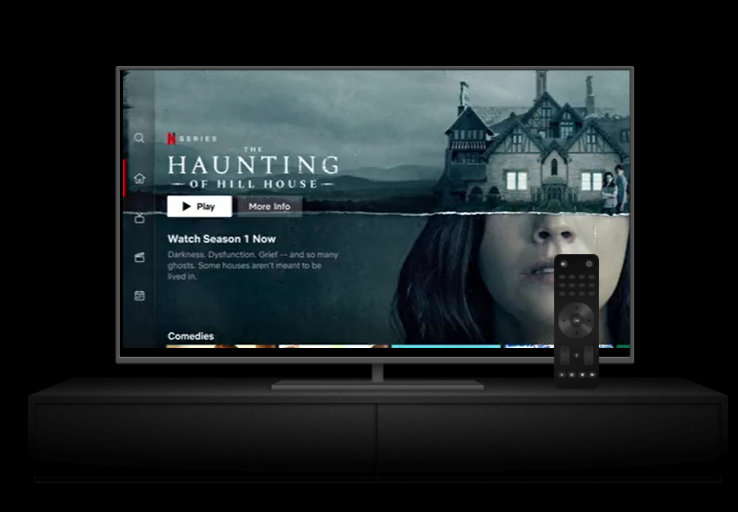 N SERIES
THE
HAUNTING
OF HILL HOUSE
Play
More Info
Watch Season 1 Now
Darkness. Dysfunction. Grief -- and so many
ghosts. Some houses aren't meant to be
lived in.
Comedies